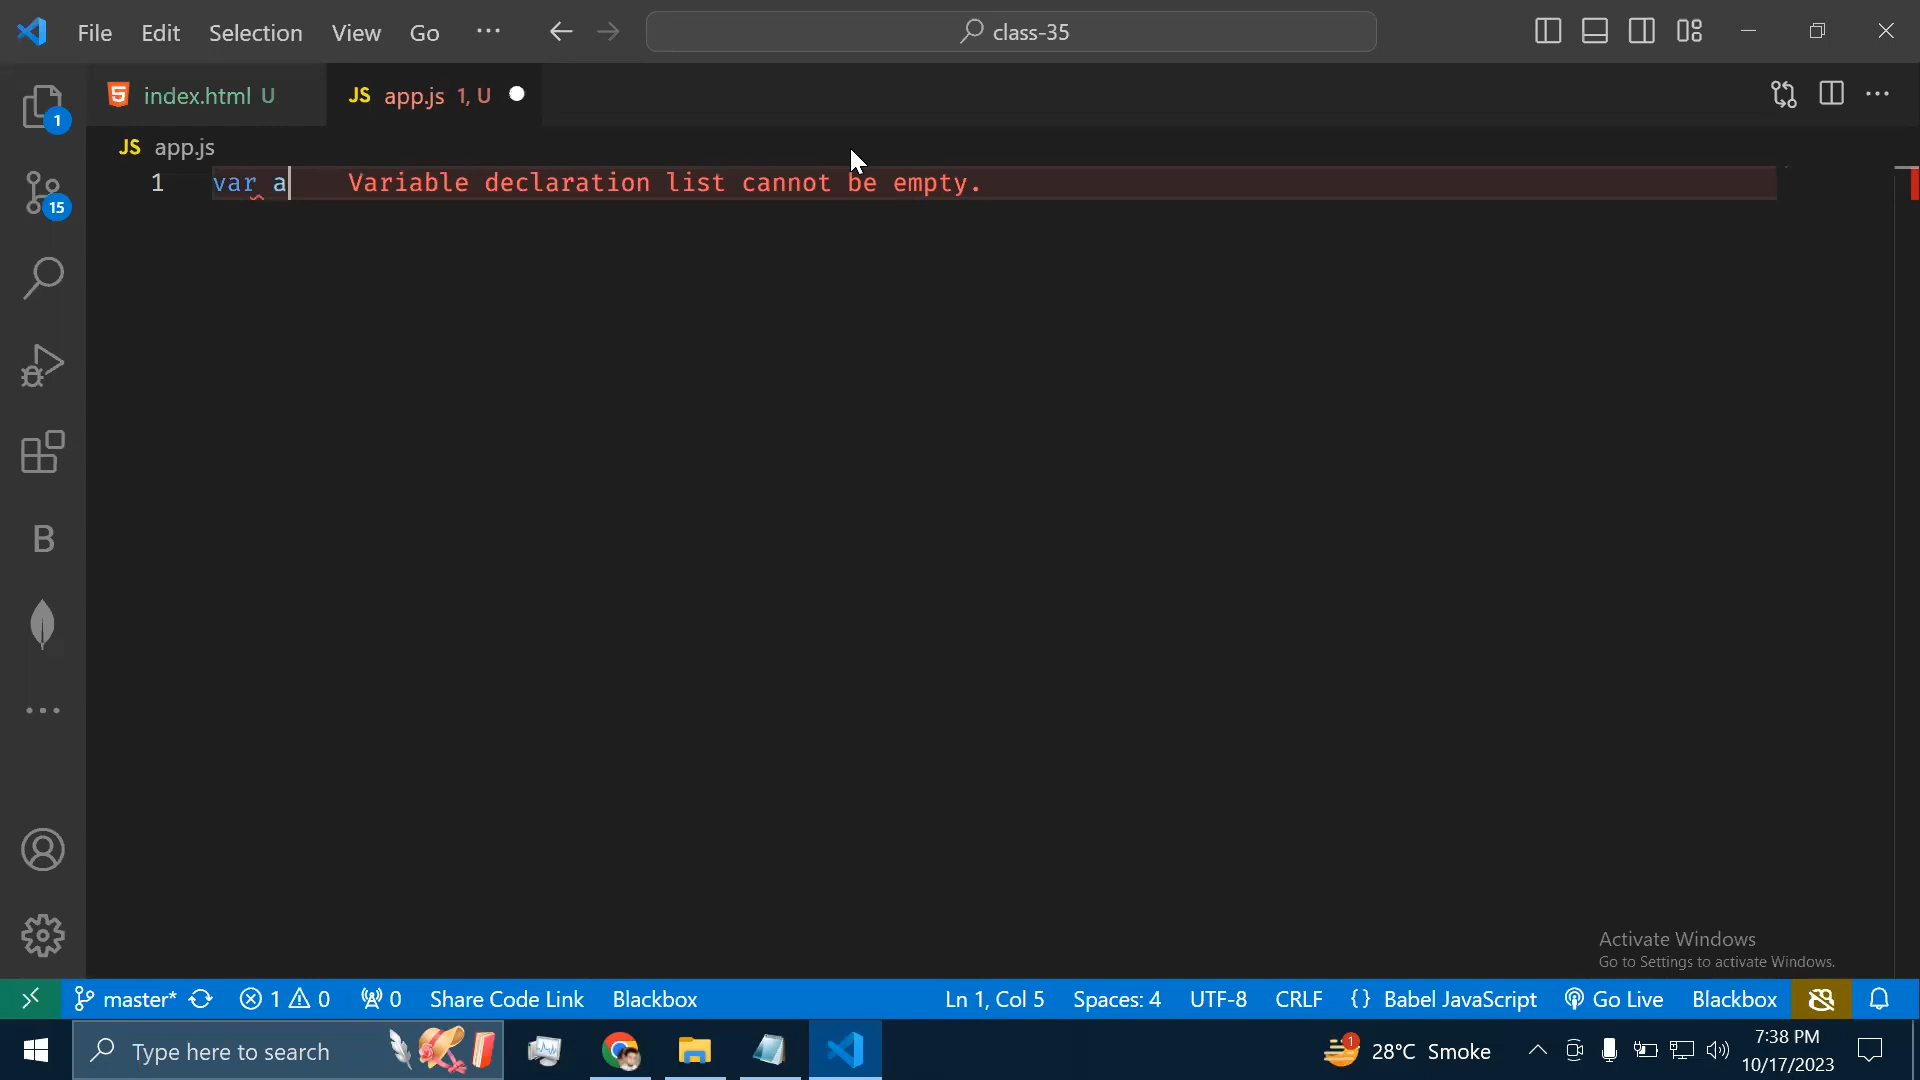 File Edit Selection View Go ··· class-35
index.html U JS app.js 1, U
JS app.js
1 var a Variable declaration list cannot be empty.
1
15
B
Activate Windows
Go to Settings to activate Windows.
master* 1 0 0 Share Code Link Blackbox Ln 1, Col 5 Spaces: 4 UTF-8 CRLF {} Babel JavaScript Go Live Blackbox
Type here to search 1 28°C Smoke 7:38 PM
10/17/2023